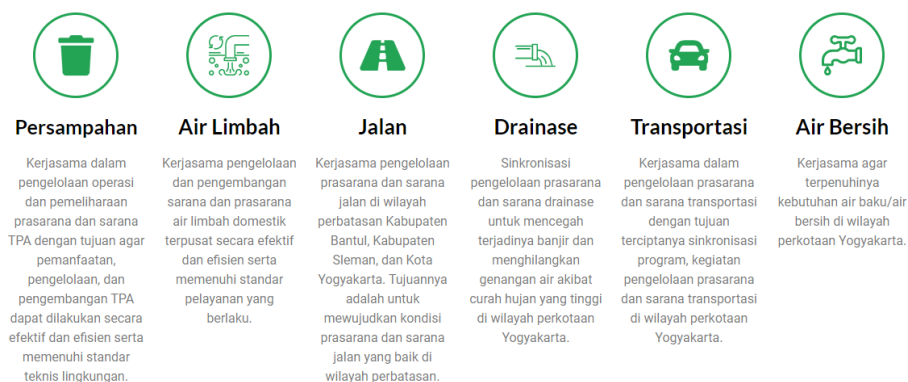 Persampahan
Kerjasama dalam
pengelolaan operasi
dan pemeliharaan
prasarana dan sarana
TPA dengan tujuan agar
pemanfaatan,
pengelolaan, dan
pengembangan TPA
dapat dilakukan secara
efektif dan efisien serta
memenuhi standar
teknis lingkungan.
Air Limbah
Kerjasama pengelolaan
dan pengembangan
sarana dan prasarana
air limbah domestik
terpusat secara efektif
dan efisien serta
memenuhi standar
pelayanan yang
berlaku.
Jalan
Kerjasama pengelolaan
prasarana dan sarana
jalan di wilayah
perbatasan Kabupaten
Bantul, Kabupaten
Sleman, dan Kota
Yogyakarta. Tujuannya
adalah untuk
mewujudkan kondisi
prasarana dan sarana
jalan yang baik di
wilayah perbatasan.
Drainase
Sinkronisasi
pengelolaan prasarana
dan sarana drainase
untuk mencegah
terjadinya banjir dan
menghilangkan
genangan air akibat
curah hujan yang tinggi
di wilayah perkotaan
Yogyakarta.
Transportasi
Kerjasama dalam
pengelolaan prasarana
dan sarana transportasi
dengan tujuan
terciptanya sinkronisasi
program, kegiatan
pengelolaan prasarana
dan sarana transportasi
di wilayah perkotaan
Yogyakarta.
Air Bersih
Kerjasama agar
terpenuhinya
kebutuhan air baku/air
bersih di wilayah
perkotaan Yogyakarta.